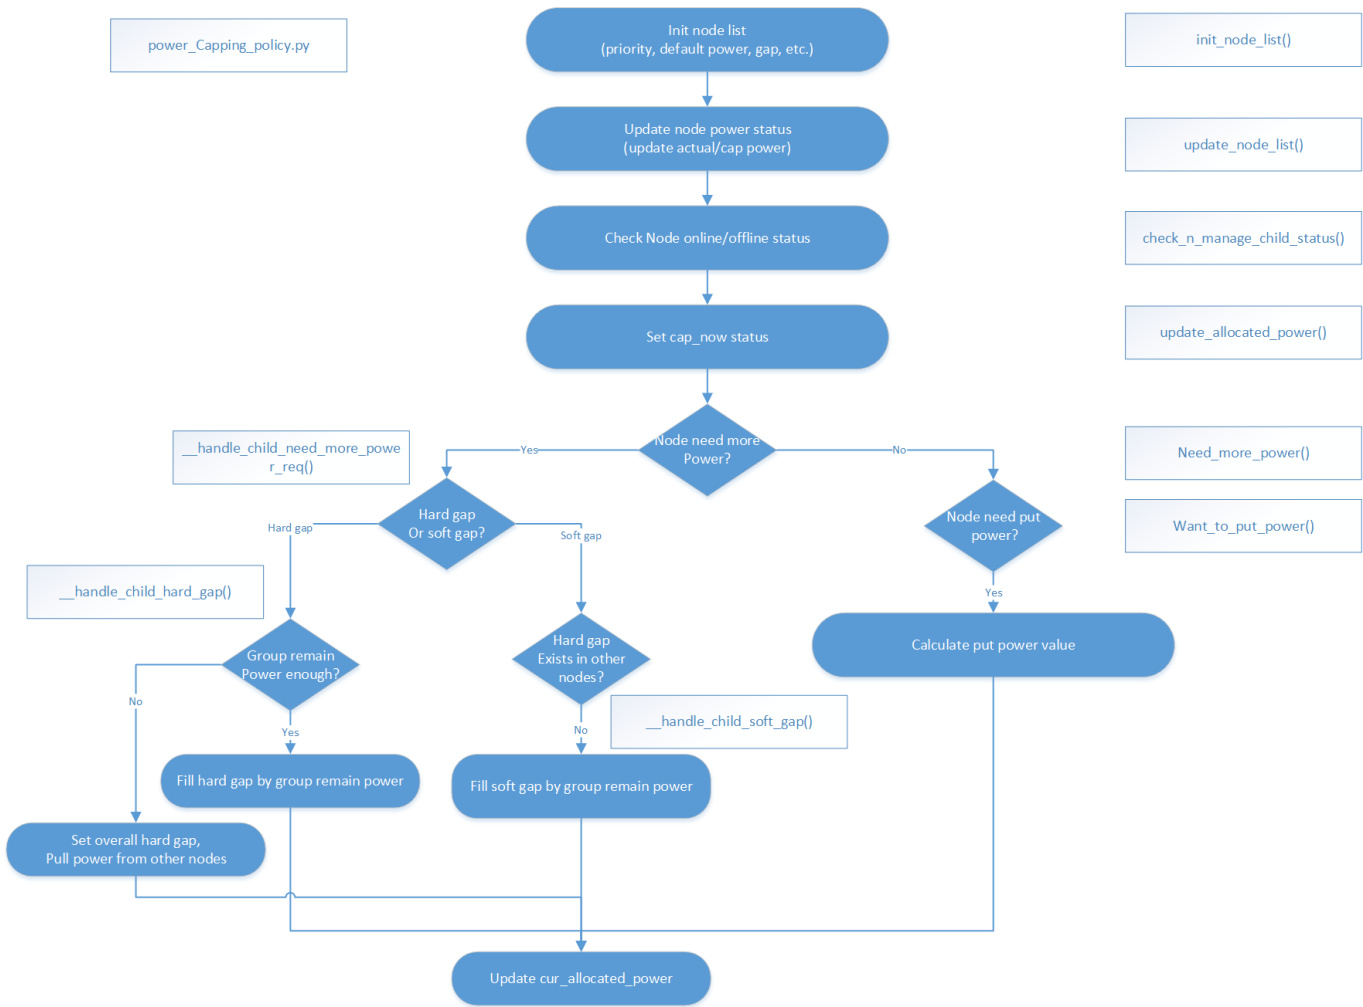 power_Capping_policy.py
Init node list
(priority, default power, gap, etc.)
init_node_list()
Update node power status
(update actual/cap power)
update_node_list()
Check Node online/offline status
check_n_manage_child_status()
Set cap_now status
update_allocated_power()
__handle_child_need_more_powe
r_req()
Yes
Node need more
Power?
No
Need_more_power()
Hard gap
Hard gap
Or soft gap?
Soft gap
Node need put
power?
Want_to_put_power()
__handle_child_hard_gap()
Yes
Group remain
Power enough?
Hard gap
Exists in other
nodes?
Calculate put power value
No
Yes
No
__handle_child_soft_gap()
Fill hard gap by group remain power
Fill soft gap by group remain power
Set overall hard gap,
Pull power from other nodes
Update cur_allocated_power